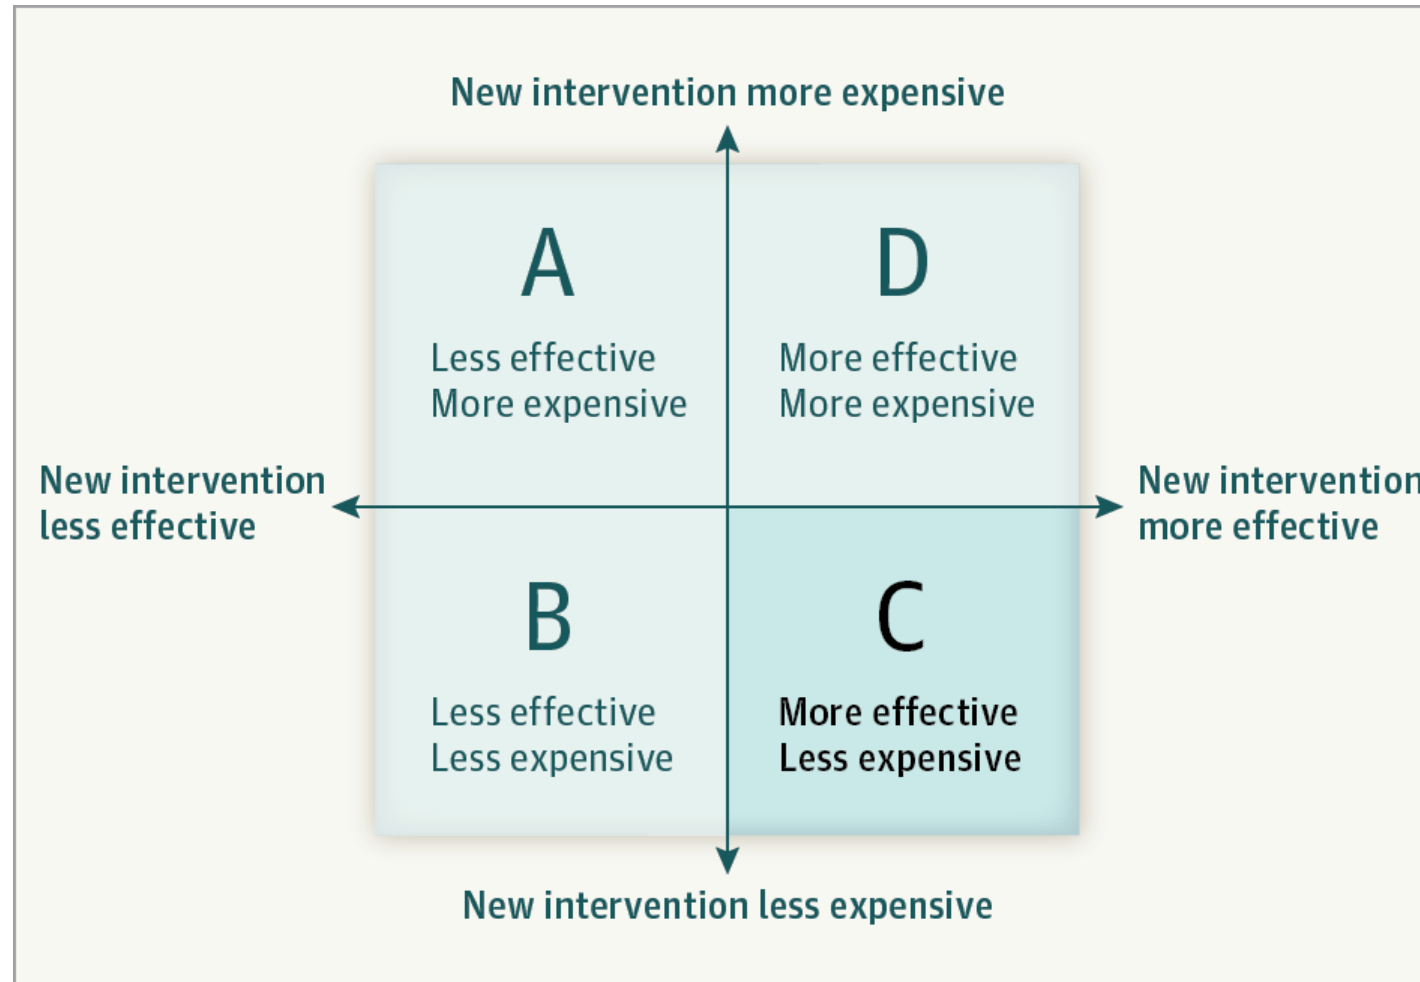 New intervention more expensive
A
D
Less effective
More expensive
More effective
More expensive
New intervention
less effective
New intervention
more effective
B
C
Less effective
Less expensive
More effective
Less expensive
New intervention less expensive